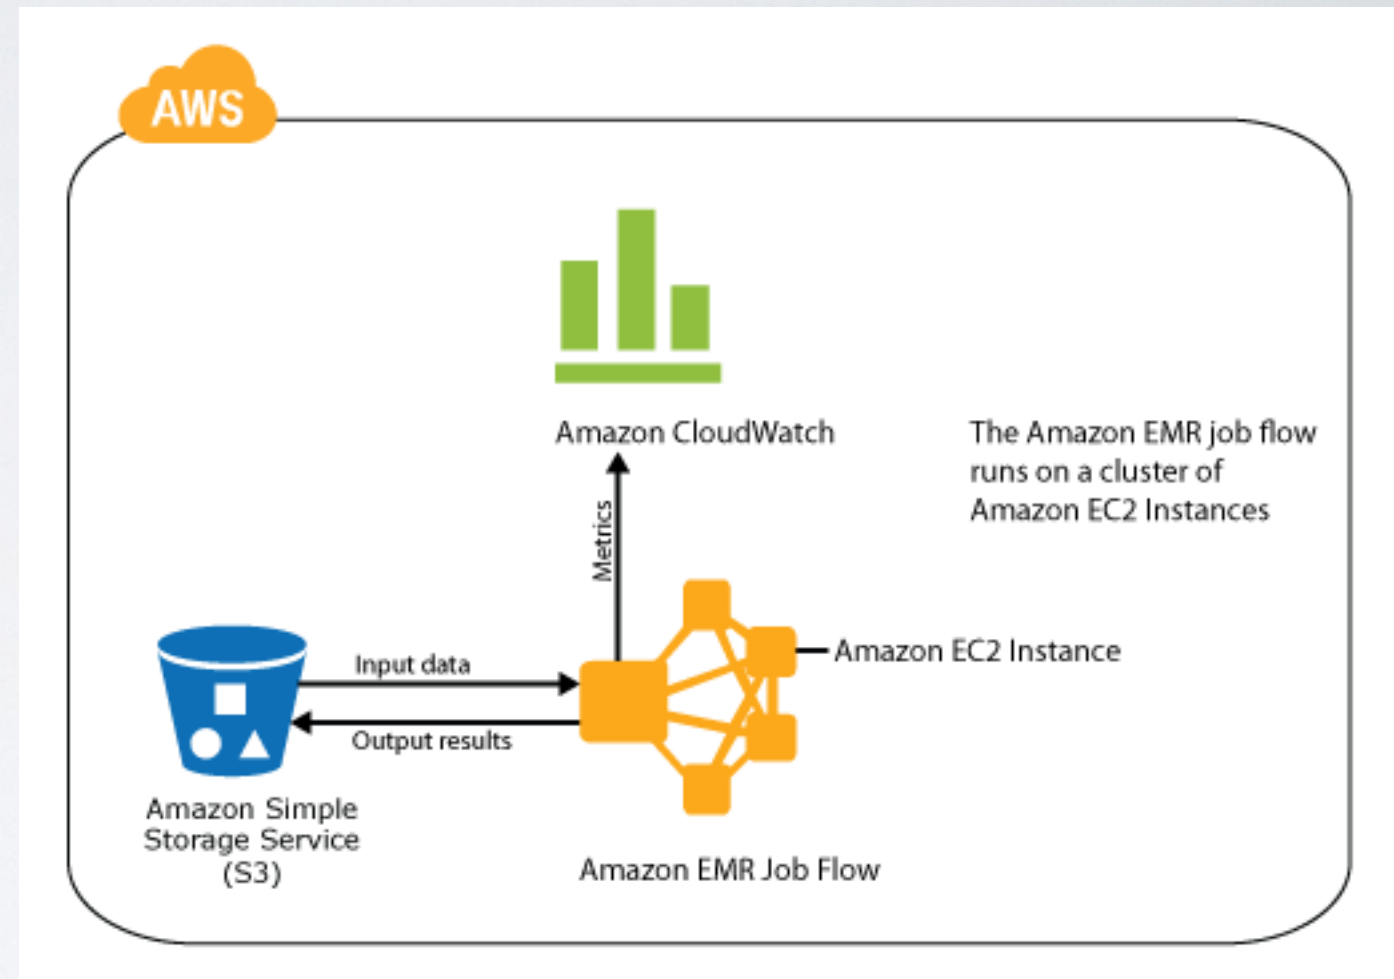 AWS
Amazon CloudWatch
The Amazon EMR job flow
runs on a cluster of
Amazon EC2 Instances
Metrics
Amazon EC2 Instance
Input data
Output results
Amazon Simple
Storage Service
(S3)
Amazon EMR Job Flow